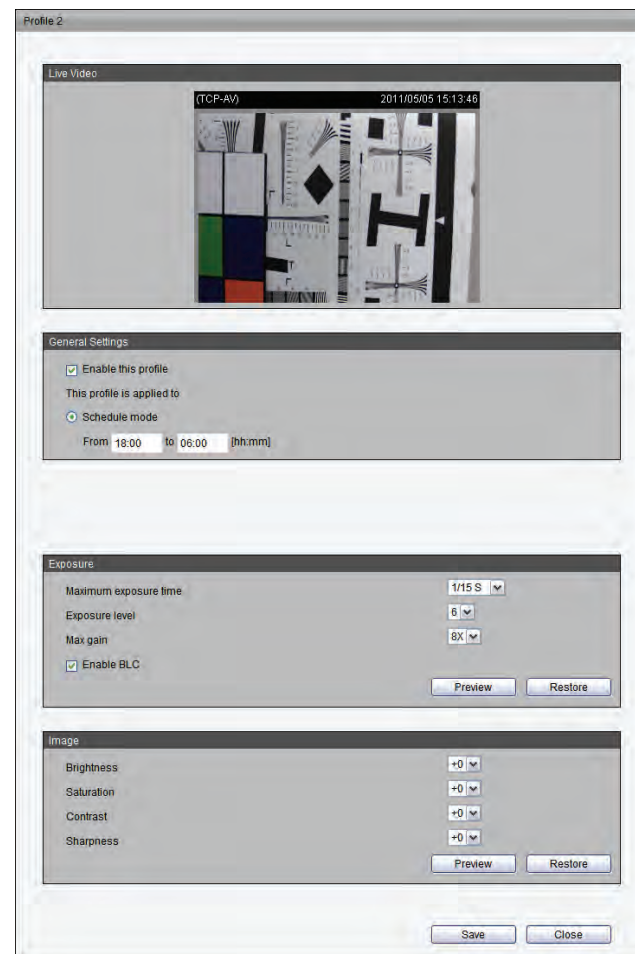 Profile 2
Live Video
(TCP-AV) 2011/05/05 15:13:46
General Settings
Enable this profile
This profile is applied to
Schedule mode
From 18:00 to 06:00 [hh:mm]
Exposure
Maximum exposure time 1/15 S
Exposure level 6
Max gain 8X
Enable BLC
Preview Restore
Image
Brightness +0
Saturation +0
Contrast +0
Sharpness +0
Preview Restore
Save Close